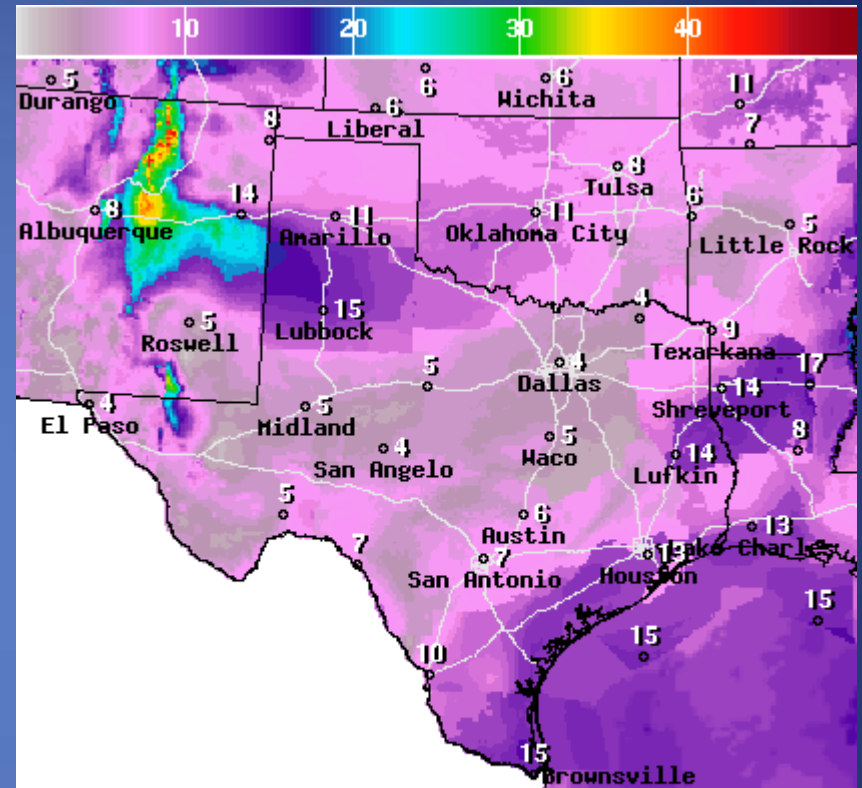 10 20 30 40
5
Durango
6
6
Wichita
11
6
Liberal
8
7
8
Tulsa
8
Albuquerque
14
11
Amarillo
11
Oklahoma City
6
5
Little Rock
5
Roswell
15
Lubbock
4
9
Texarkana
4
Dallas
5
17
14
Shreveport
4
El Paso
5
Midland
4
San Angelo
5
Waco
14
Lufkin
8
5
6
Austin
13
Lake Charl
7
7
San Antonio
13
Houston
15
15
10
15
Brownsville